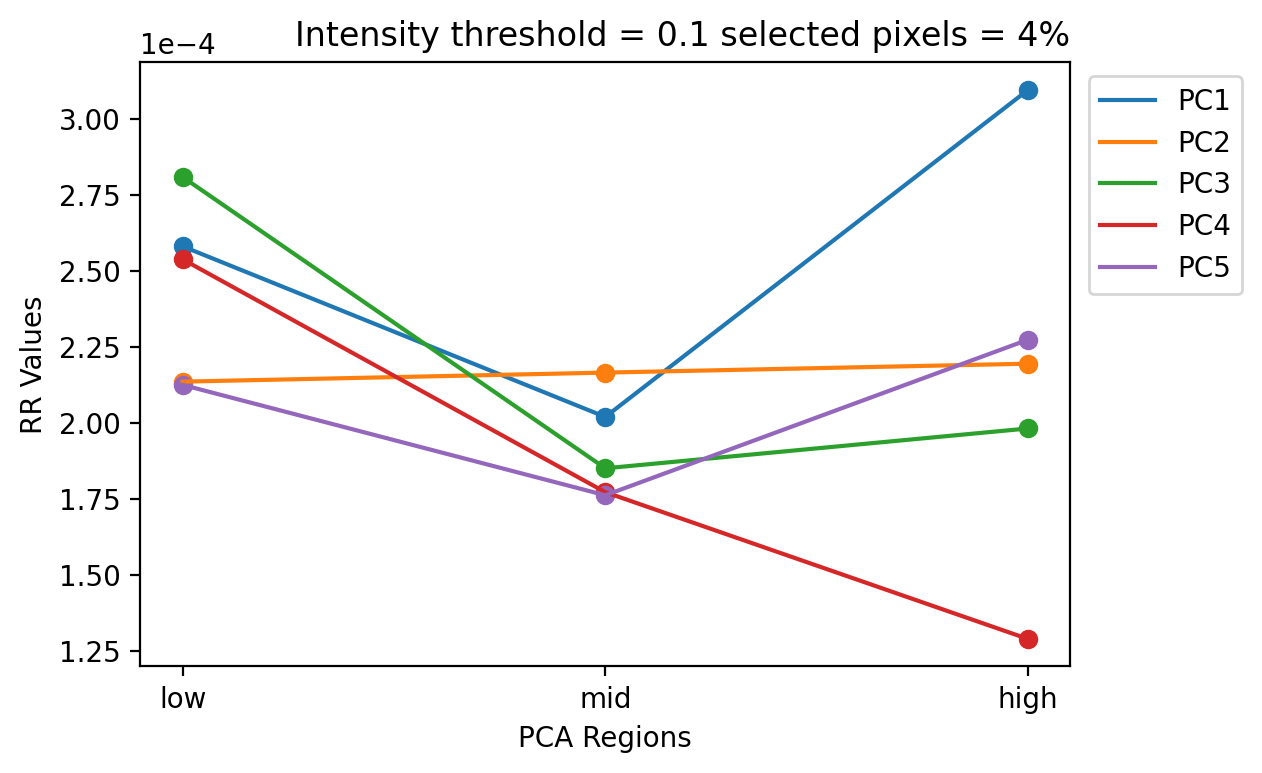 Intensity threshold = 0.1 selected pixels = 4%
1e−4
3.00
2.75
2.50
2.25
2.00
1.75
1.50
1.25
RR Values
low
mid
high
PCA Regions
PC1
PC2
PC3
PC4
PC5